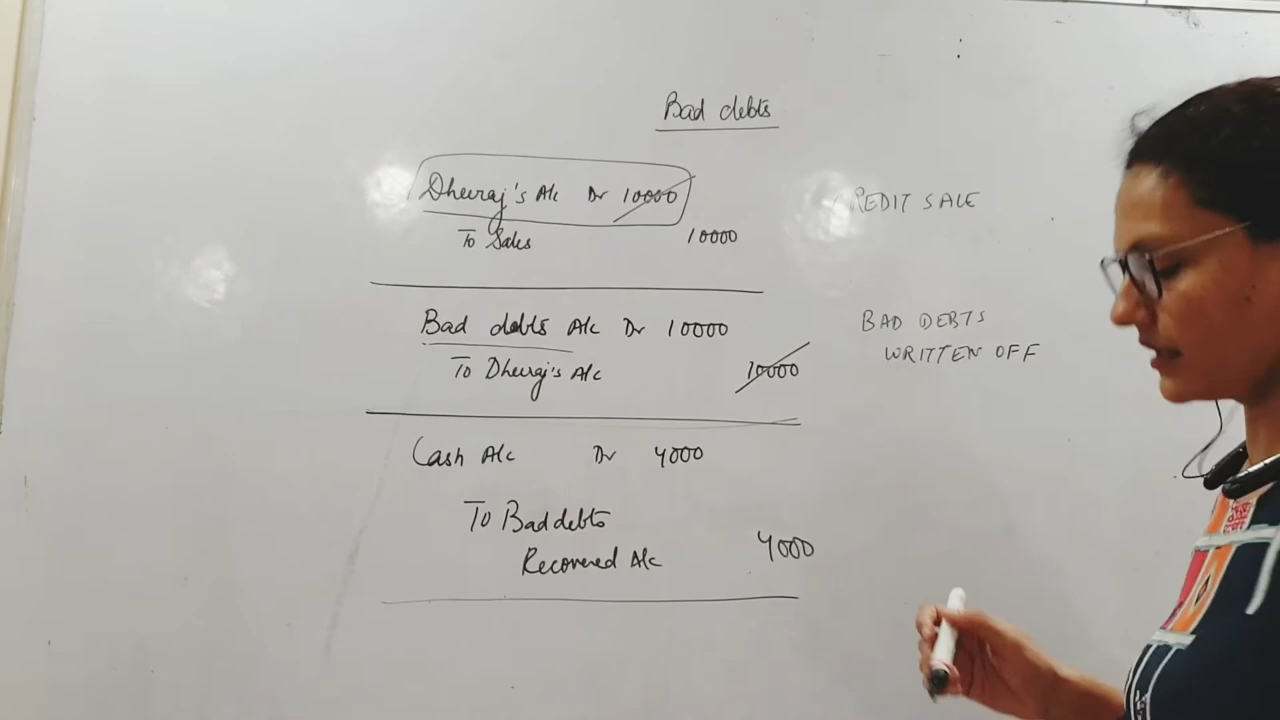 Bad debts
Dheeraj's A/c Dr 10000
To Sales 10000
CREDIT SALE
Bad debts A/c Dr 10000
To Dheeraj's A/c 10000
BAD DEBTS
WRITTEN OFF
Cash A/c Dr 4000
To Bad debts
Recovered A/c 4000